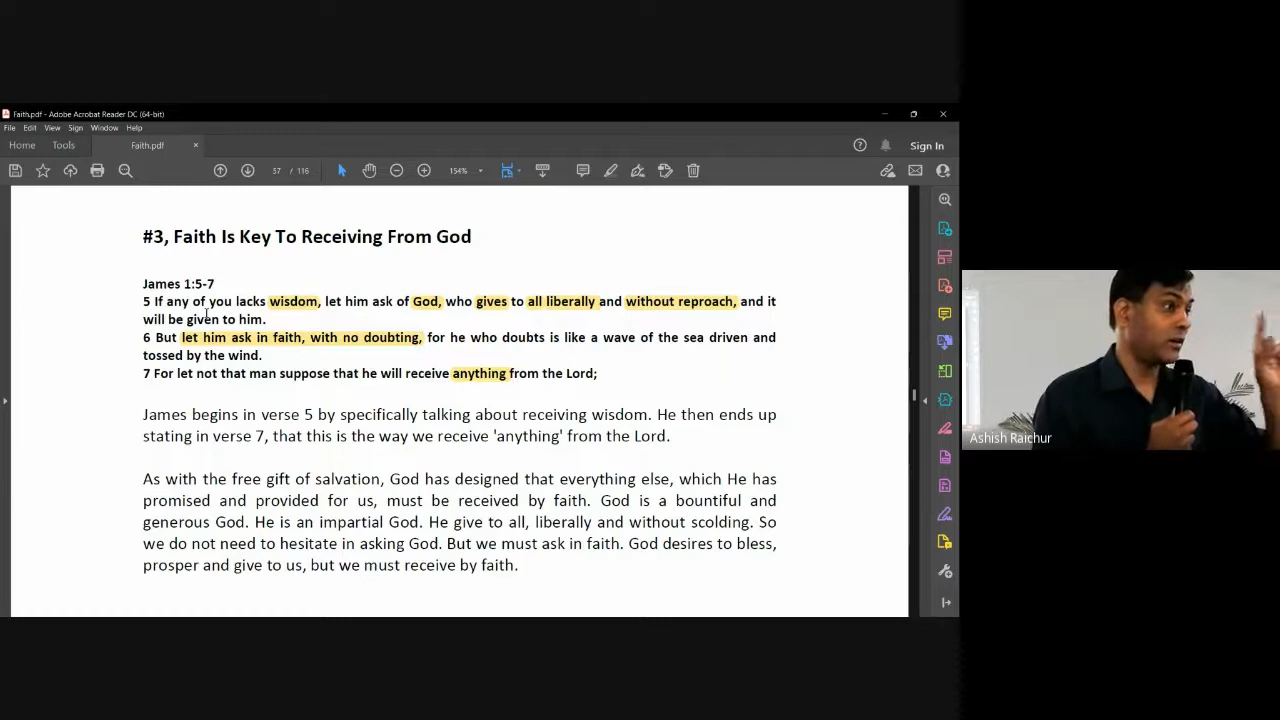 Faith.pdf - Adobe Acrobat Reader DC (64-bit)
File Edit View Sign Window Help
Home Tools Faith.pdf × Sign In
57 / 116 154%
#3, Faith Is Key To Receiving From God
James 1:5-7
5 If any of you lacks wisdom, let him ask of God, who gives to all liberally and without reproach, and it
will be given to him.
6 But let him ask in faith, with no doubting, for he who doubts is like a wave of the sea driven and
tossed by the wind.
7 For let not that man suppose that he will receive anything from the Lord;
James begins in verse 5 by specifically talking about receiving wisdom. He then ends up
stating in verse 7, that this is the way we receive 'anything' from the Lord.
As with the free gift of salvation, God has designed that everything else, which He has
promised and provided for us, must be received by faith. God is a bountiful and
generous God. He is an impartial God. He give to all, liberally and without scolding. So
we do not need to hesitate in asking God. But we must ask in faith. God desires to bless,
prosper and give to us, but we must receive by faith.
Ashish Raichur